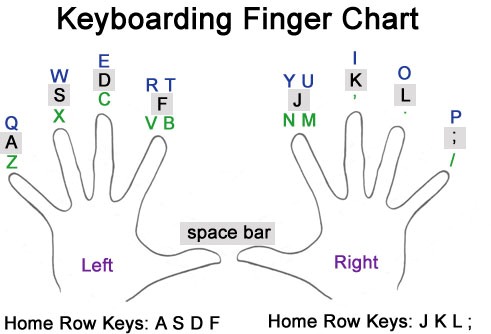 Keyboarding Finger Chart
Q
A
Z
W
S
X
E
D
C
R T
F
V B
Y U
J
N M
I
K
,
O
L
.
P
;
/
space bar
Left
Right
Home Row Keys: A S D F
Home Row Keys: J K L ;